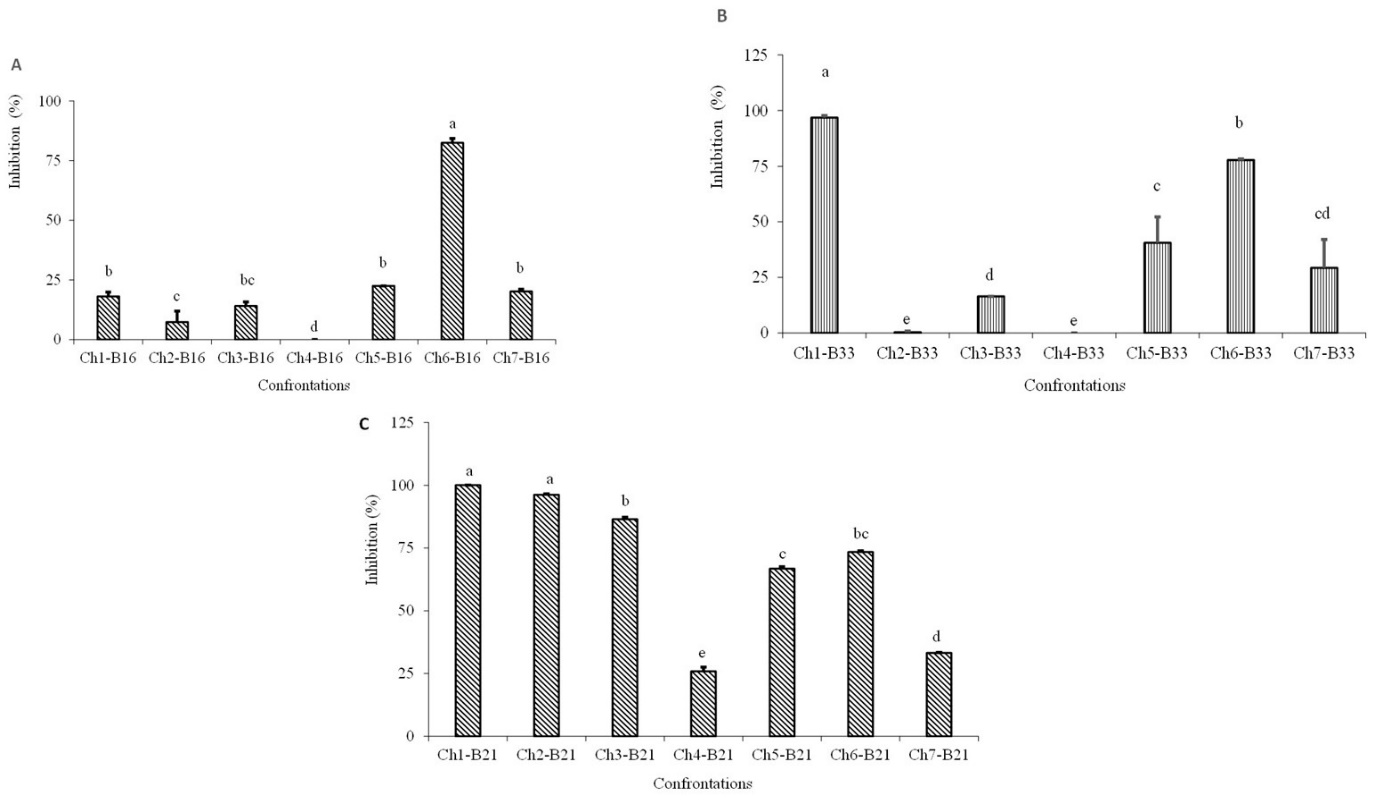 A
Inhibition (%)
100
75
50
25
0
b
c
bc
d
b
a
b
Ch1-B16 Ch2-B16 Ch3-B16 Ch4-B16 Ch5-B16 Ch6-B16 Ch7-B16
Confrontations
B
Inhibition (%)
125
100
75
50
25
0
a
e
d
e
c
b
cd
Ch1-B33 Ch2-B33 Ch3-B33 Ch4-B33 Ch5-B33 Ch6-B33 Ch7-B33
Confrontations
C
Inhibition (%)
125
100
75
50
25
0
a
a
b
e
c
bc
d
Ch1-B21 Ch2-B21 Ch3-B21 Ch4-B21 Ch5-B21 Ch6-B21 Ch7-B21
Confrontations